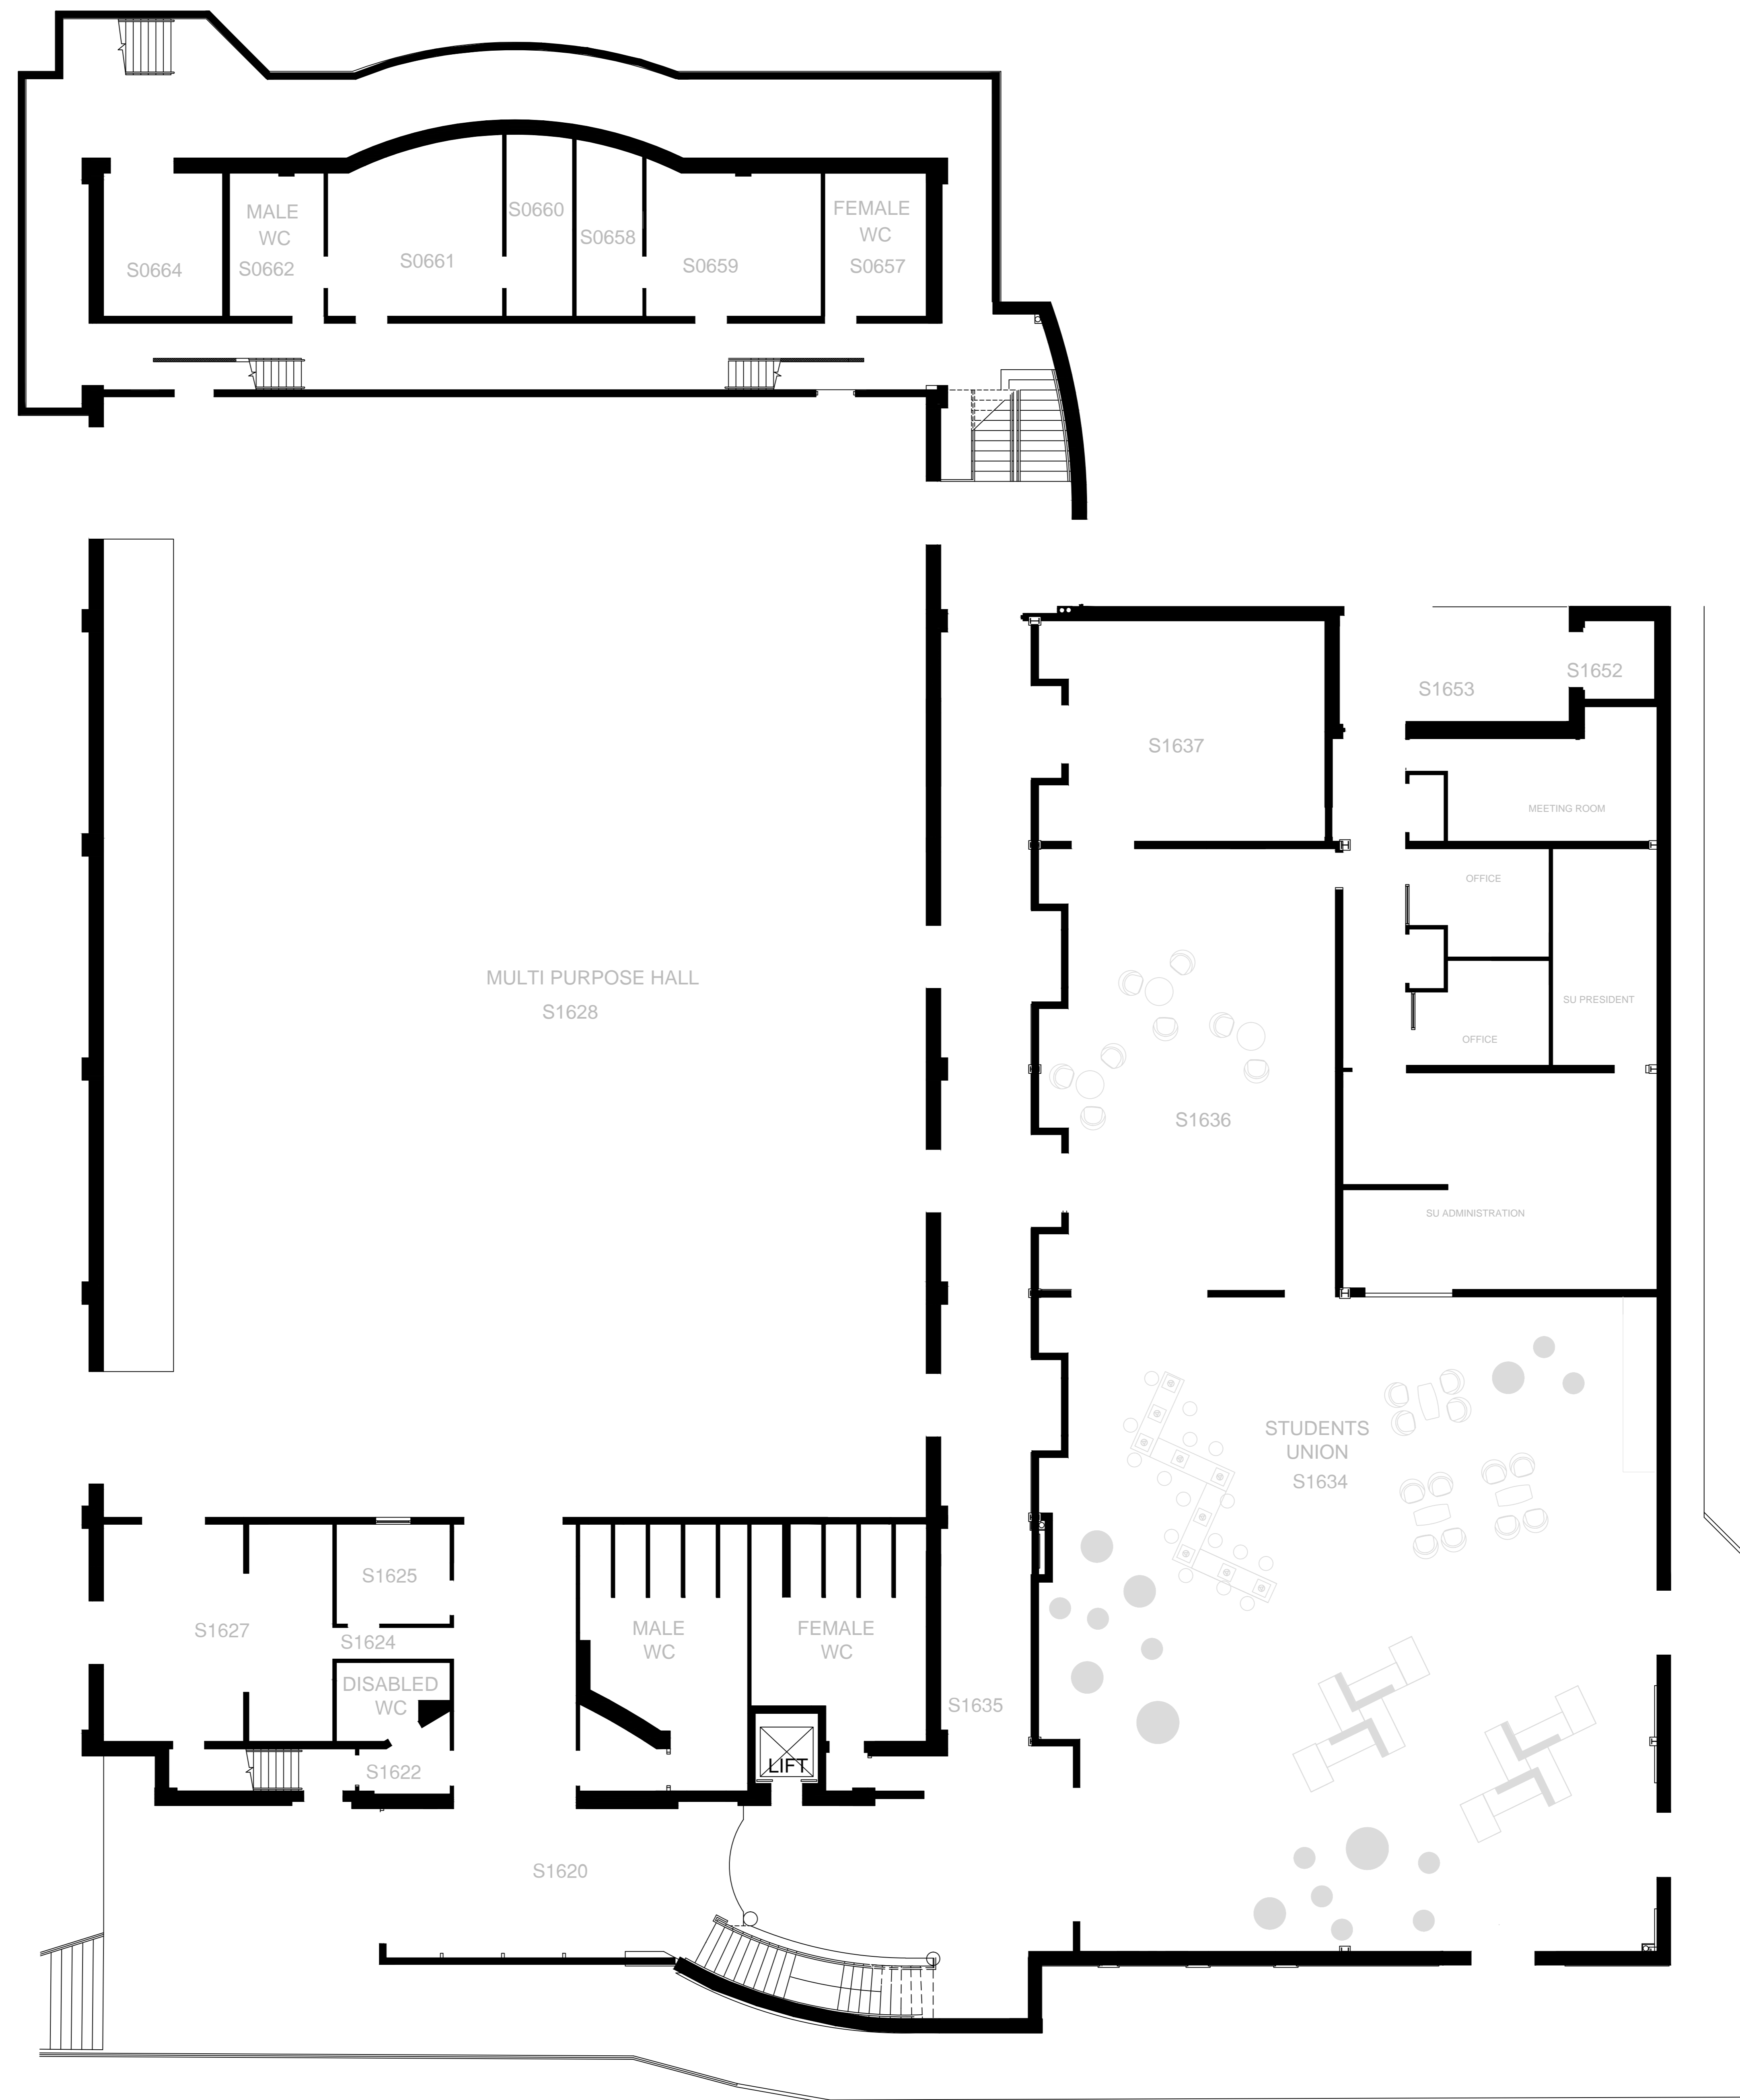 MALE
WC
S0662
S0664
S0661
S0660
S0658
S0659
FEMALE
WC
S0657
S1652
S1653
S1637
MEETING ROOM
OFFICE
MULTI PURPOSE HALL
S1628
SU PRESIDENT
OFFICE
S1636
SU ADMINISTRATION
STUDENTS
UNION
S1634
S1625
S1627
S1624
MALE
WC
FEMALE
WC
DISABLED
WC
S1635
S1622
LIFT
S1620